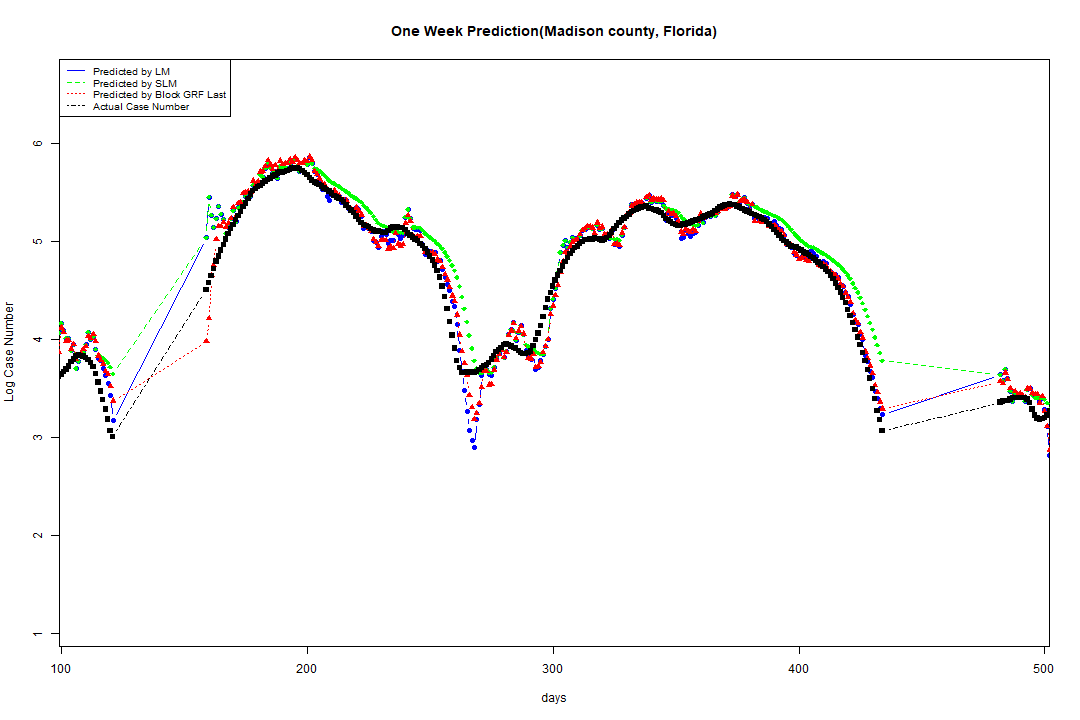 One Week Prediction(Madison county, Florida)
Predicted by LM
Predicted by SLM
Predicted by Block GRF Last
Actual Case Number
6
5
4
3
2
1
Log Case Number
100 200 300 400 500
days